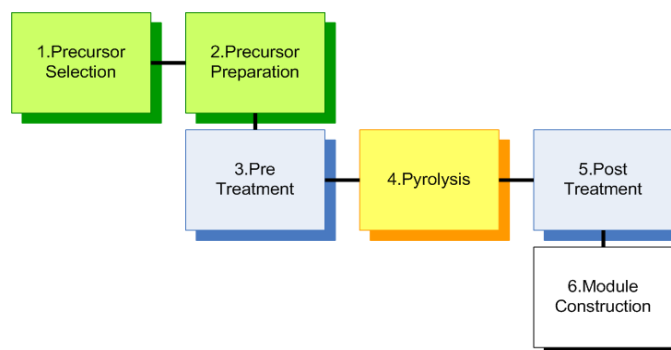 1.Precursor
Selection
2.Precursor
Preparation
3.Pre
Treatment
4.Pyrolysis
5.Post
Treatment
6.Module
Construction